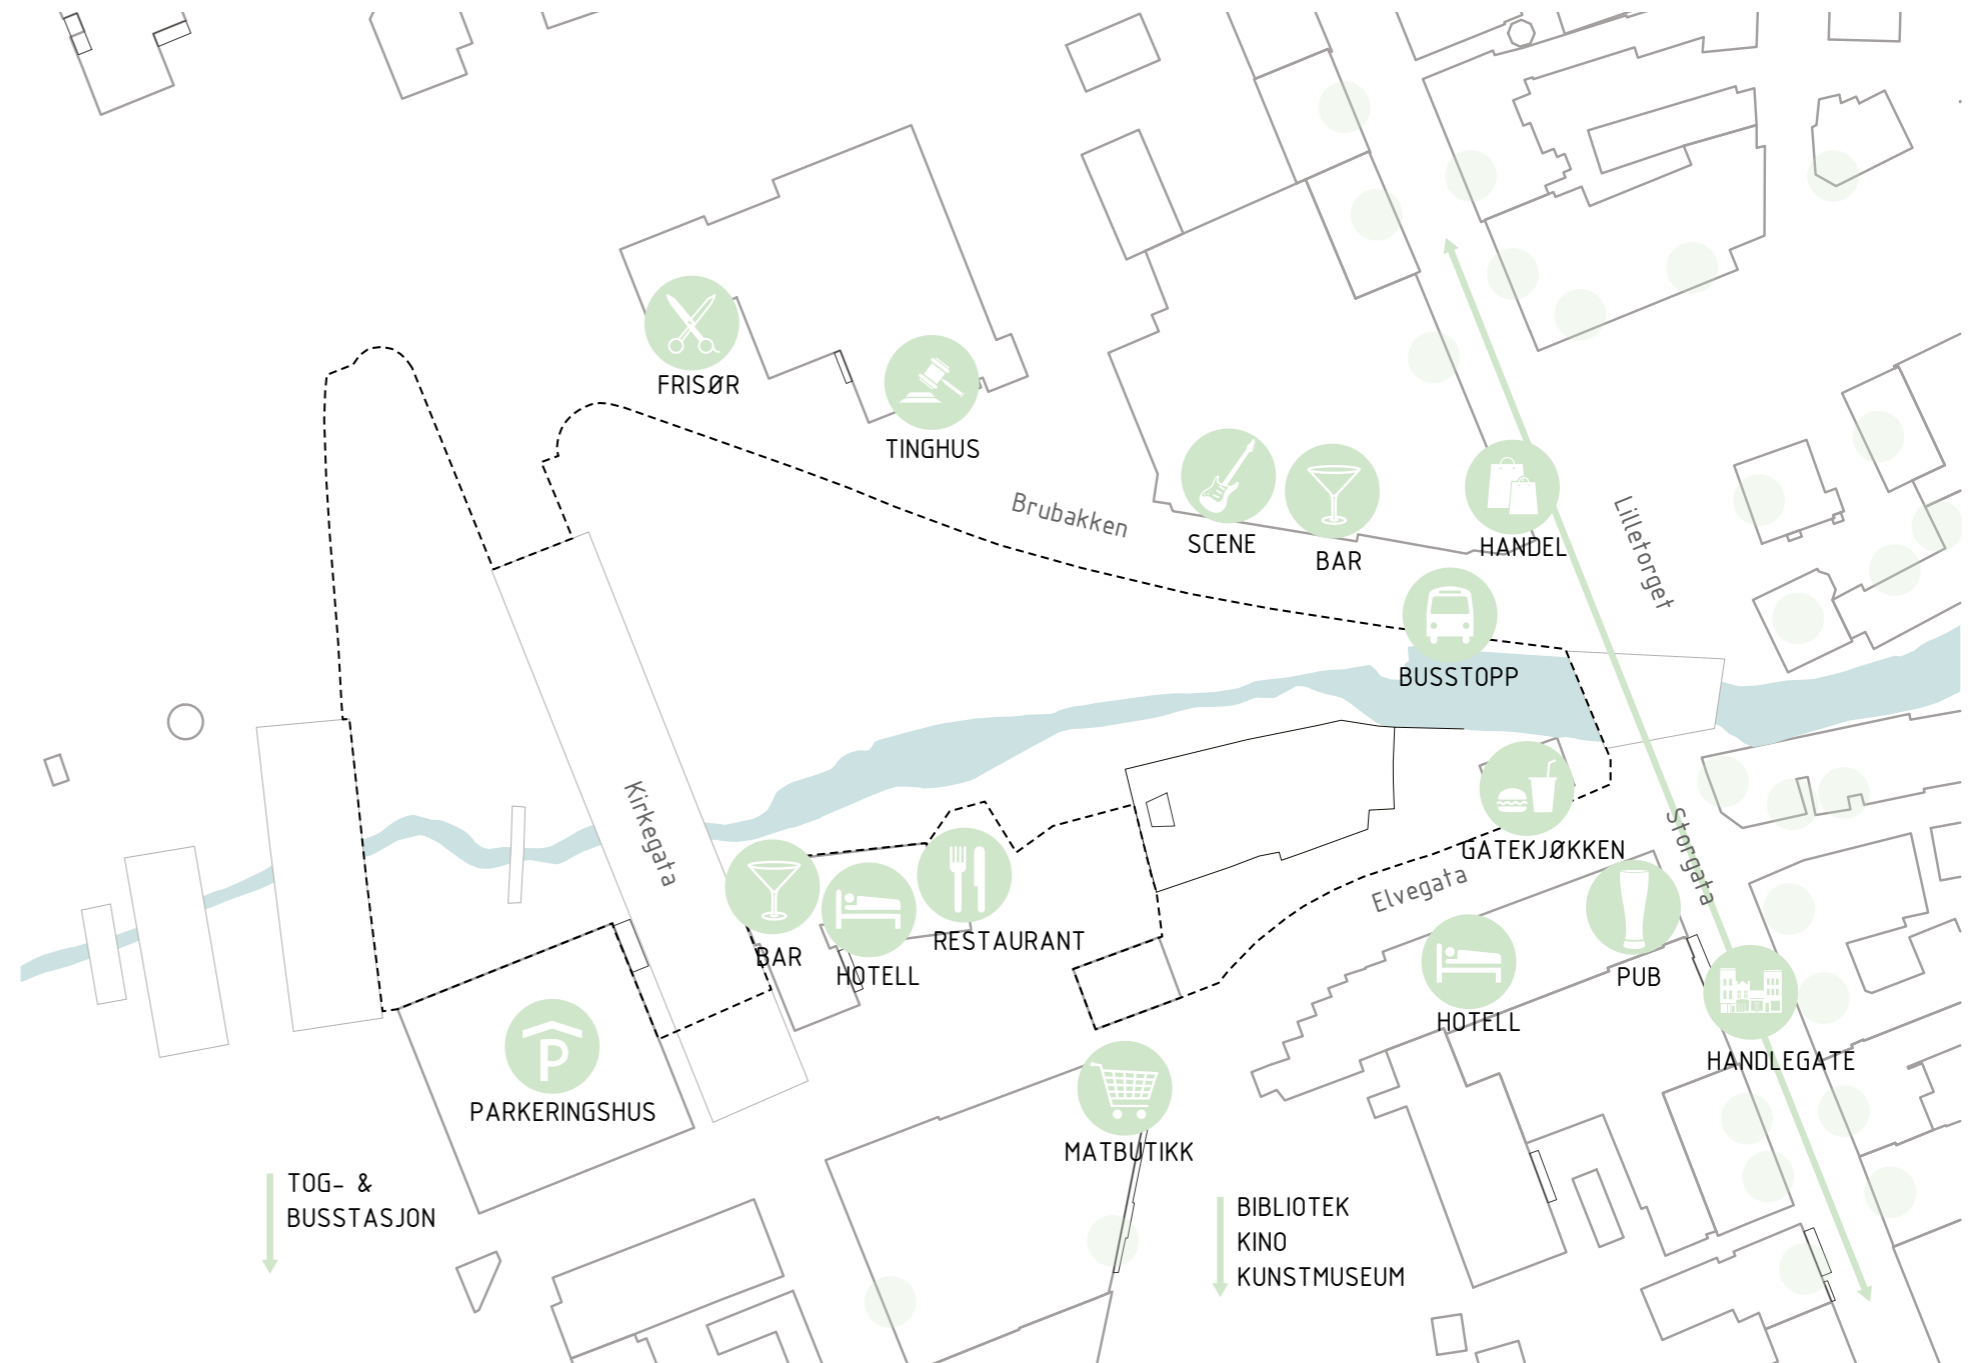 FRISØR
TINGHUS
Brubakken
SCENE
BAR
HANDEL
Lilletorget
BUSSTOPP
Kirkegata
GATEKJØKKEN
Storgata
Elvegata
BAR
HOTELL
RESTAURANT
PUB
HOTELL
HANDLEGATE
P
PARKERINGSHUS
MATBUTIKK
TOG- &
BUSSTASJON
BIBLIOTEK
KINO
KUNSTMUSEUM